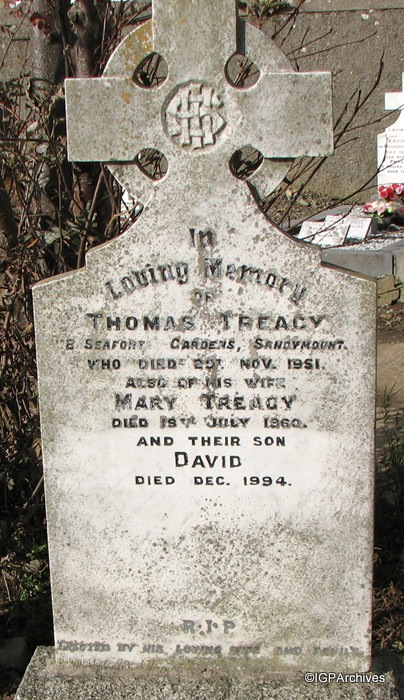 IHS
In
Loving Memory
OF
THOMAS TREACY
8 SEAFORT GARDENS, SANDYMOUNT.
WHO DIED NOV. 1951.
ALSO OF HIS WIFE
MARY TREACY
DIED 19TH JULY 1960.
AND THEIR SON
DAVID
DIED DEC. 1994.
R.I.P
ERECTED BY HIS LOVING WIFE AND FAMILY
©IGPArchives